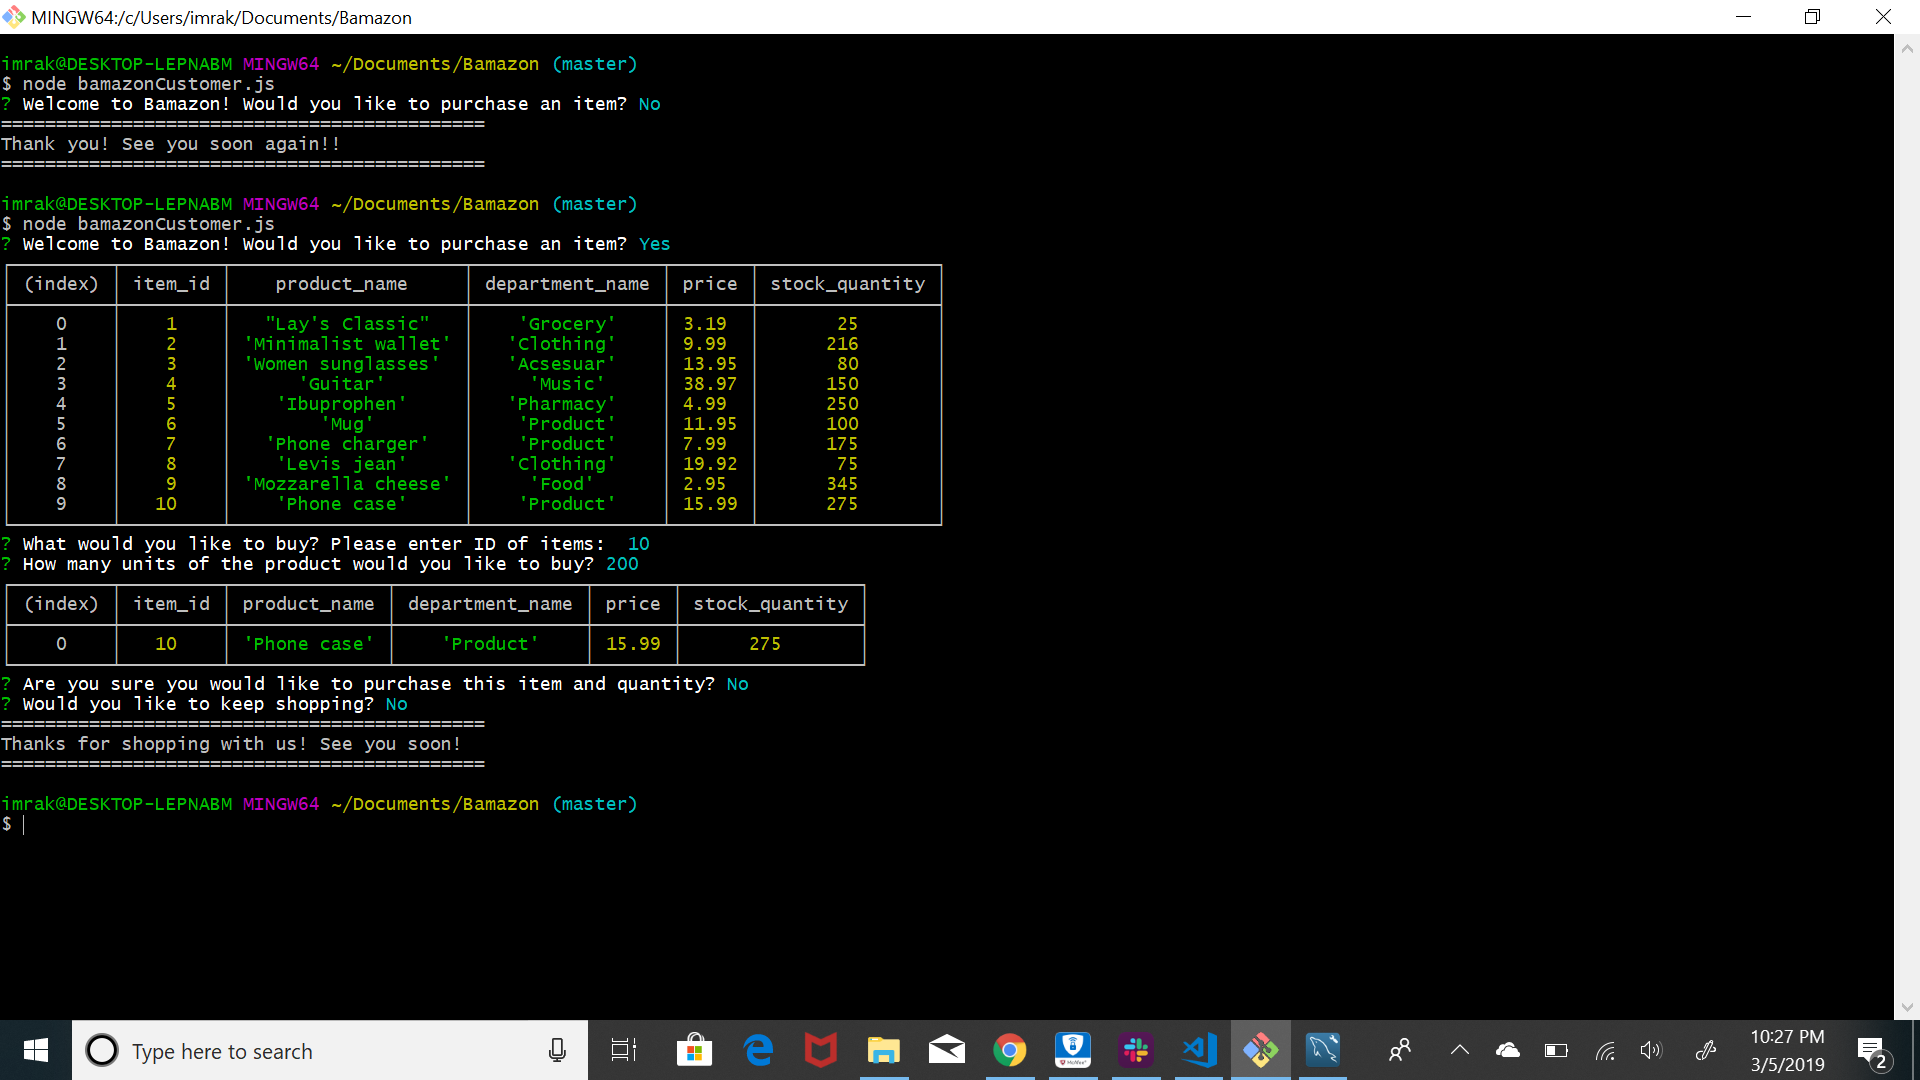 MINGW64:/c/Users/imrak/Documents/Bamazon
imrak@DESKTOP-LEPNABM MINGW64 ~/Documents/Bamazon (master)
$ node bamazonCustomer.js
? Welcome to Bamazon! Would you like to purchase an item? No
============================================
Thank you! See you soon again!!
============================================
imrak@DESKTOP-LEPNABM MINGW64 ~/Documents/Bamazon (master)
$ node bamazonCustomer.js
? Welcome to Bamazon! Would you like to purchase an item? Yes
(index) item_id product_name department_name price stock_quantity
0 1 "Lay's Classic" 'Grocery' 3.19 25
1 2 'Minimalist wallet' 'Clothing' 9.99 216
2 3 'Women sunglasses' 'Acsesuar' 13.95 80
3 4 'Guitar' 'Music' 38.97 150
4 5 'Ibuprophen' 'Pharmacy' 4.99 250
5 6 'Mug' 'Product' 11.95 100
6 7 'Phone charger' 'Product' 7.99 175
7 8 'Levis jean' 'Clothing' 19.92 75
8 9 'Mozzarella cheese' 'Food' 2.95 345
9 10 'Phone case' 'Product' 15.99 275
? What would you like to buy? Please enter ID of items:  10
? How many units of the product would you like to buy? 200
(index) item_id product_name department_name price stock_quantity
0 10 'Phone case' 'Product' 15.99 275
? Are you sure you would like to purchase this item and quantity? No
? Would you like to keep shopping? No
============================================
Thanks for shopping with us! See you soon!
============================================
imrak@DESKTOP-LEPNABM MINGW64 ~/Documents/Bamazon (master)
$
Type here to search
10:27 PM
3/5/2019
2